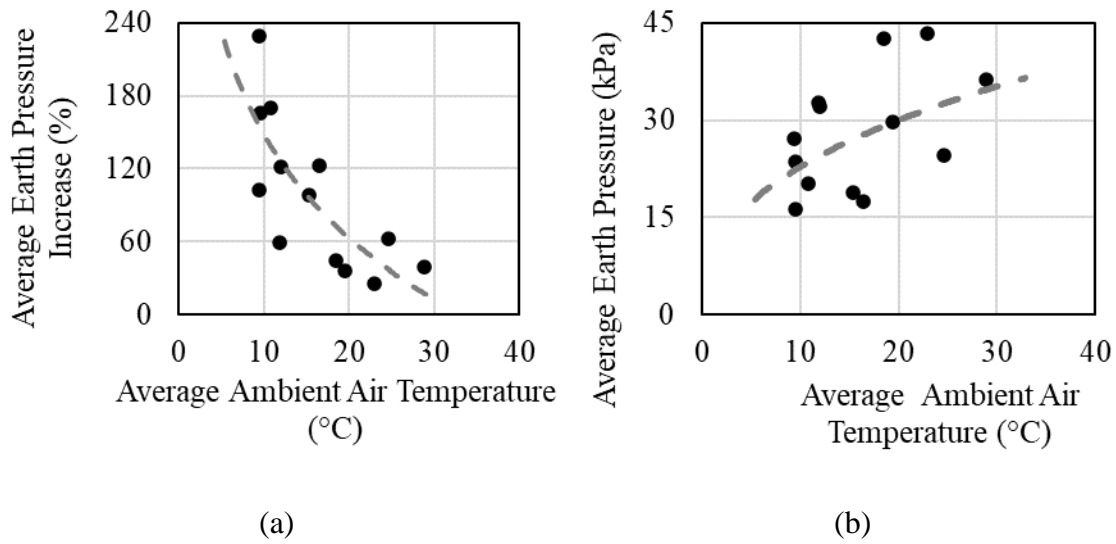 Average Earth Pressure
Increase (%)
240
180
120
60
0
0 10 20 30 40
Average Ambient Air Temperature
(°C)
(a)
Average Earth Pressure (kPa)
45
30
15
0
0 10 20 30 40
Average Ambient Air
Temperature (°C)
(b)